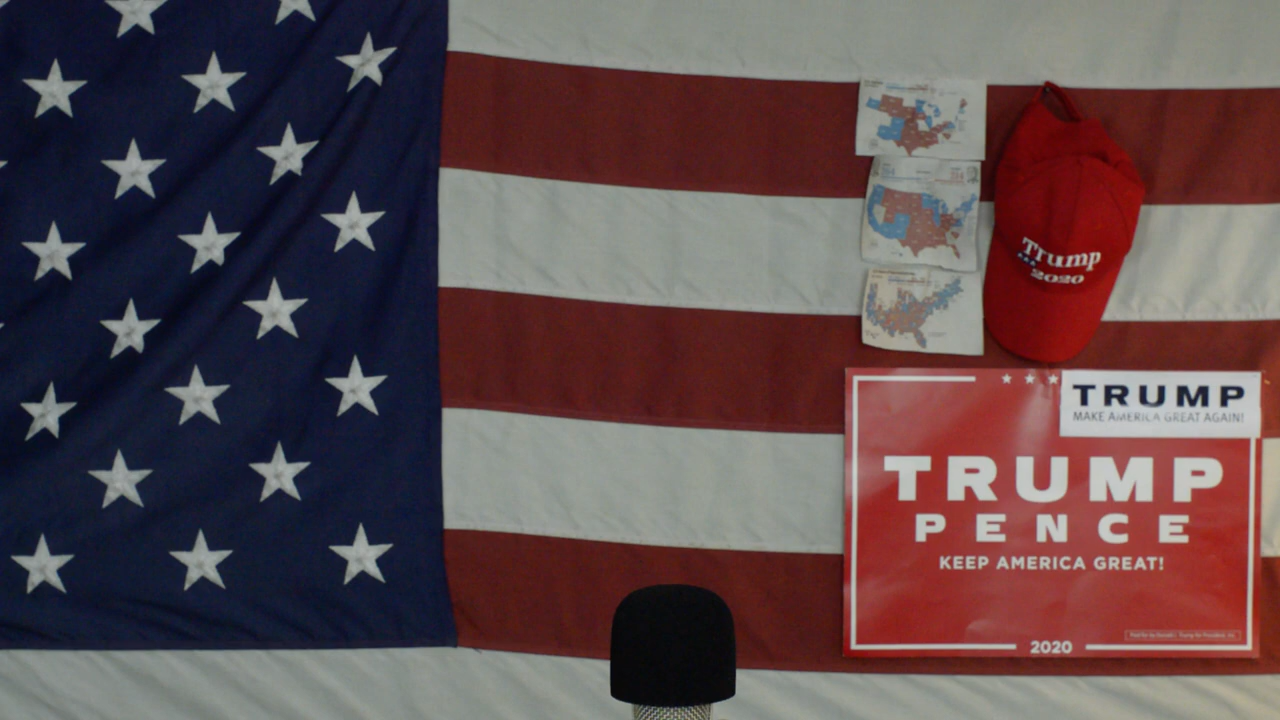 Trump
2020
TRUMP
MAKE AMERICA GREAT AGAIN!
TRUMP
PENCE
KEEP AMERICA GREAT!
2020